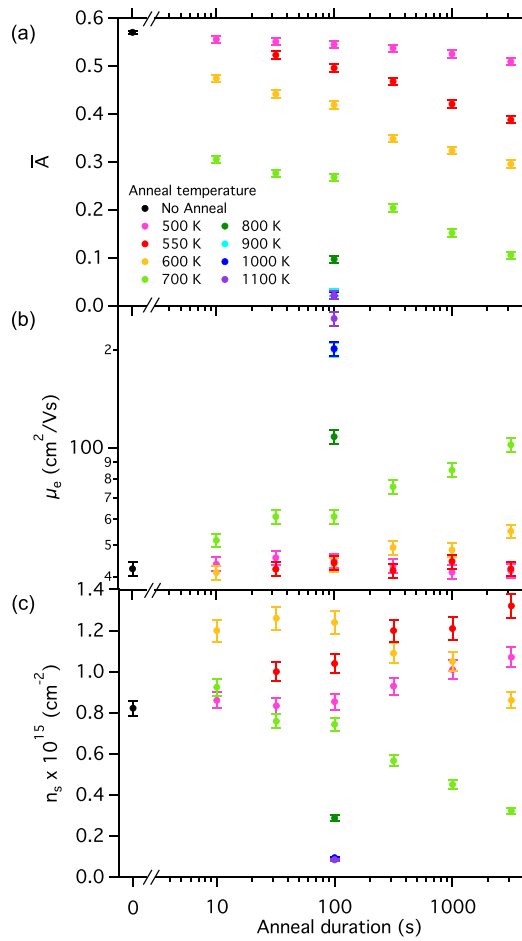 (a)
0.6
0.5
0.4
0.3
0.2
0.1
0.0
A
Anneal temperature
No Anneal
500 K
800 K
550 K
900 K
600 K
1000 K
700 K
1100 K
(b)
2
100
9
8
7
6
5
4
μe (cm2/Vs)
(c)
1.4
1.2
1.0
0.8
0.6
0.4
0.2
0.0
ns x 10^15 (cm-2)
0
10
100
1000
Anneal duration (s)